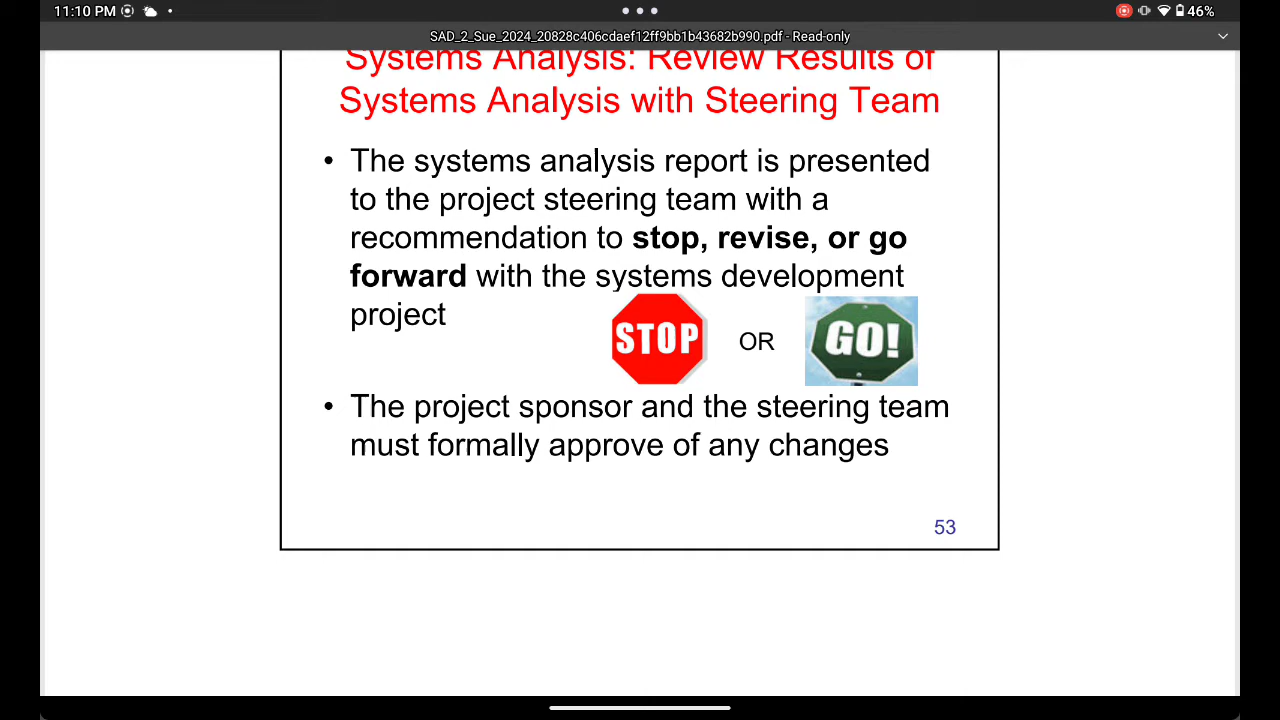 11:10 PM
46%
SAD_2_Sue_2024_20828c406cdaef12ff9bb1b43682b990.pdf - Read-only
Systems Analysis: Review Results of
Systems Analysis with Steering Team
• The systems analysis report is presented
to the project steering team with a
recommendation to stop, revise, or go
forward with the systems development
project
STOP
OR
GO!
• The project sponsor and the steering team
must formally approve of any changes
53